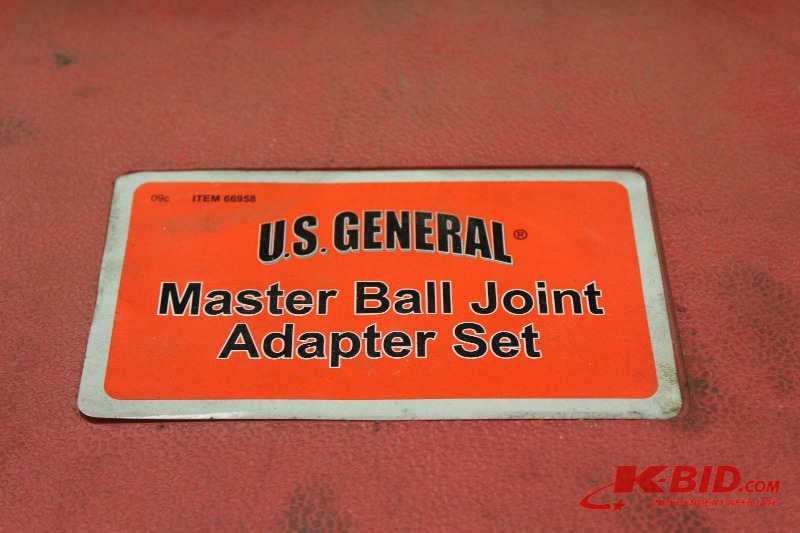 09c ITEM 66958
U.S. GENERAL®
Master Ball Joint
Adapter Set
K-BID.COM
INDEPENDENT AFFILIATE